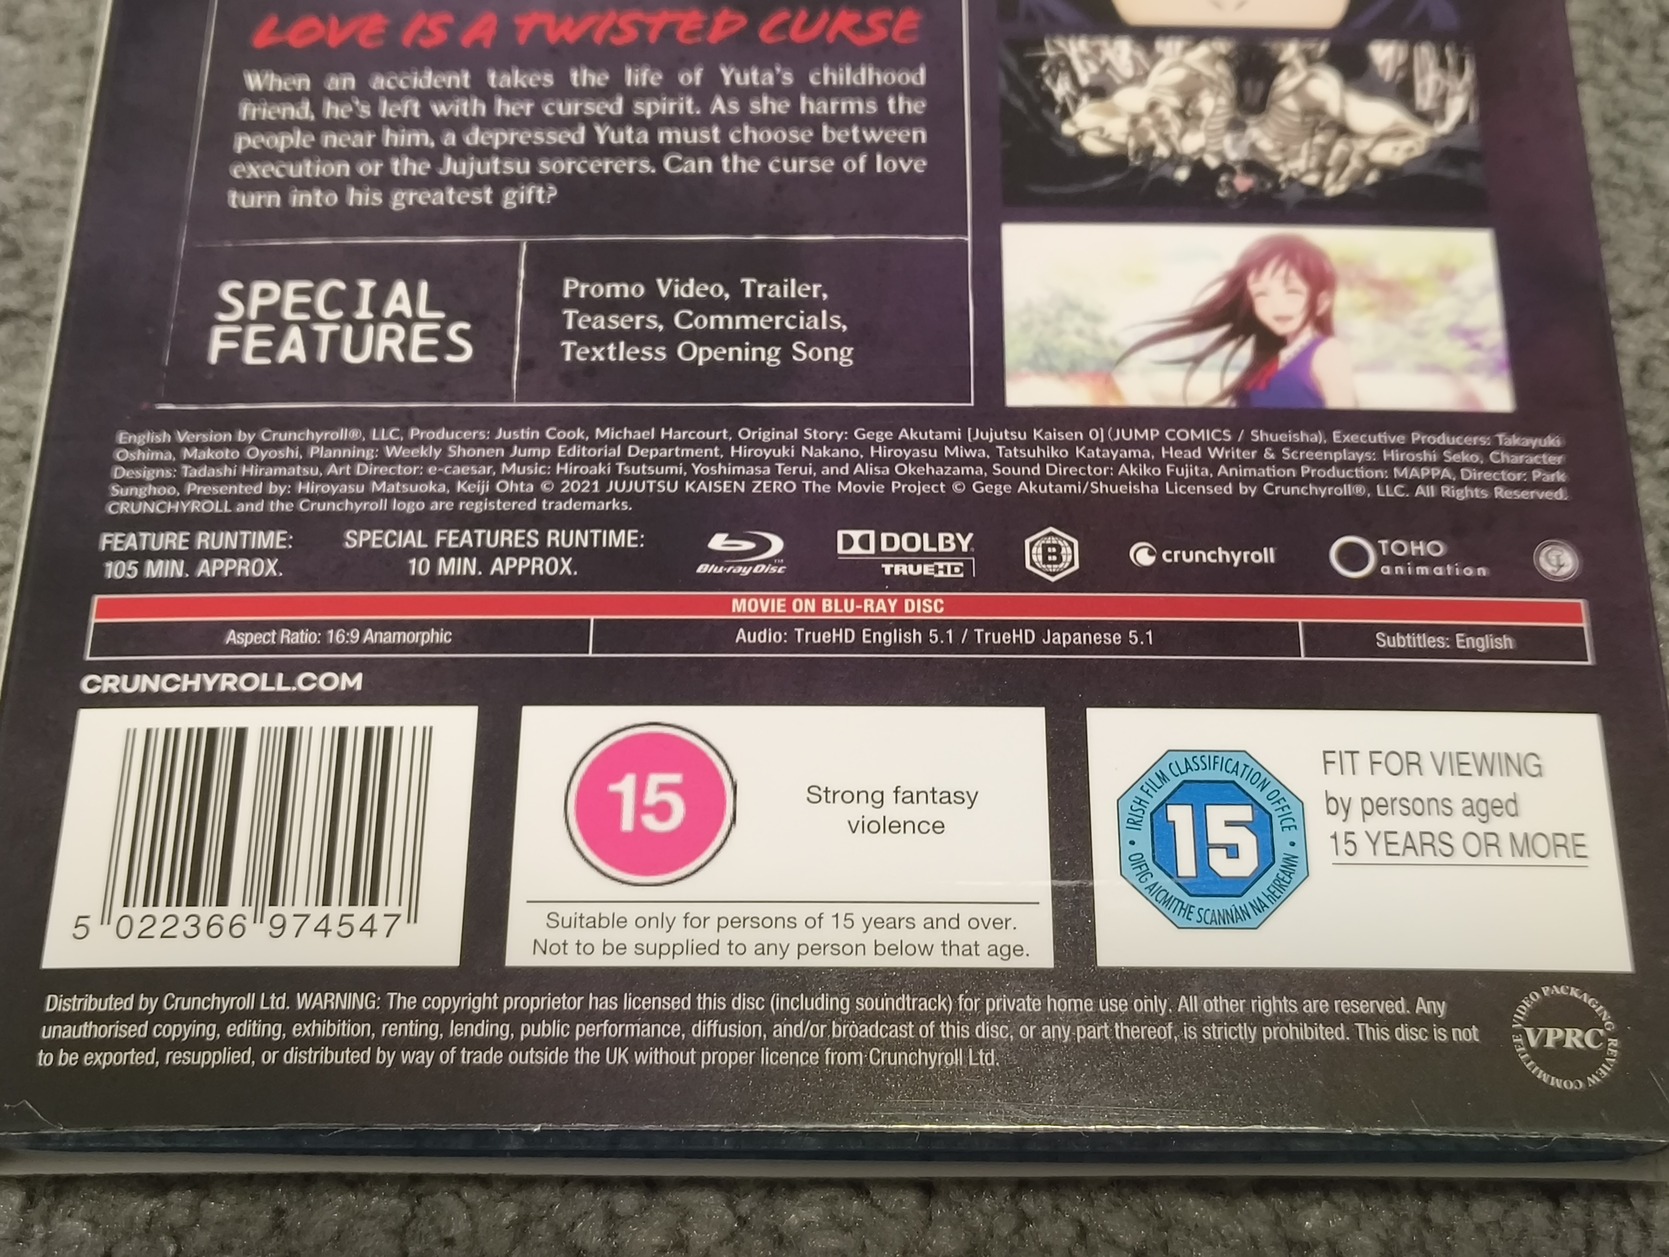 LOVE IS A TWISTED CURSE
When an accident takes the life of Yuta's childhood
friend, he's left with her cursed spirit. As she harms the
people near him, a depressed Yuta must choose between
execution or the Jujutsu sorcerers. Can the curse of love
turn into his greatest gift?
SPECIAL
FEATURES
Promo Video, Trailer,
Teasers, Commercials,
Textless Opening Song
English Version by Crunchyroll®, LLC, Producers: Justin Cook, Michael Harcourt, Original Story: Gege Akutami [Jujutsu Kaisen 0] (JUMP COMICS / Shueisha), Executive Producers: Takayuki
Oshima, Makoto Oyoshi, Planning: Weekly Shonen Jump Editorial Department, Hiroyuki Nakano, Hiroyasu Miwa, Tatsuhiko Katayama, Head Writer & Screenplays: Hiroshi Seko, Character
Designs: Tadashi Hiramatsu, Art Director: e-caesar, Music: Hiroaki Tsutsumi, Yoshimasa Terui, and Alisa Okehazama, Sound Director: Akiko Fujita, Animation Production: MAPPA, Director: Park
Sunghoo, Presented by: Hiroyasu Matsuoka, Keiji Ohta © 2021 JUJUTSU KAISEN ZERO The Movie Project © Gege Akutami/Shueisha Licensed by Crunchyroll®, LLC. All Rights Reserved.
CRUNCHYROLL and the Crunchyroll logo are registered trademarks.
FEATURE RUNTIME:
105 MIN. APPROX.
SPECIAL FEATURES RUNTIME:
10 MIN. APPROX.
Blu-ray Disc
DOLBY
TRUEHD
B
crunchyroll
TOHO
animation
MOVIE ON BLU-RAY DISC
Aspect Ratio: 16:9 Anamorphic
Audio: TrueHD English 5.1 / TrueHD Japanese 5.1
Subtitles: English
CRUNCHYROLL.COM
5 022366 974547
15
Strong fantasy
violence
Suitable only for persons of 15 years and over.
Not to be supplied to any person below that age.
IRISH FILM CLASSIFICATION OFFICE
15
OIFIG AICMITHE SCANNÁN NA hÉIREANN
FIT FOR VIEWING
by persons aged
15 YEARS OR MORE
Distributed by Crunchyroll Ltd. WARNING: The copyright proprietor has licensed this disc (including soundtrack) for private home use only. All other rights are reserved. Any
unauthorised copying, editing, exhibition, renting, lending, public performance, diffusion, and/or broadcast of this disc, or any part thereof, is strictly prohibited. This disc is not
to be exported, resupplied, or distributed by way of trade outside the UK without proper licence from Crunchyroll Ltd.
VIDEO PACKAGING REVIEW COMMITTEE
VPRC